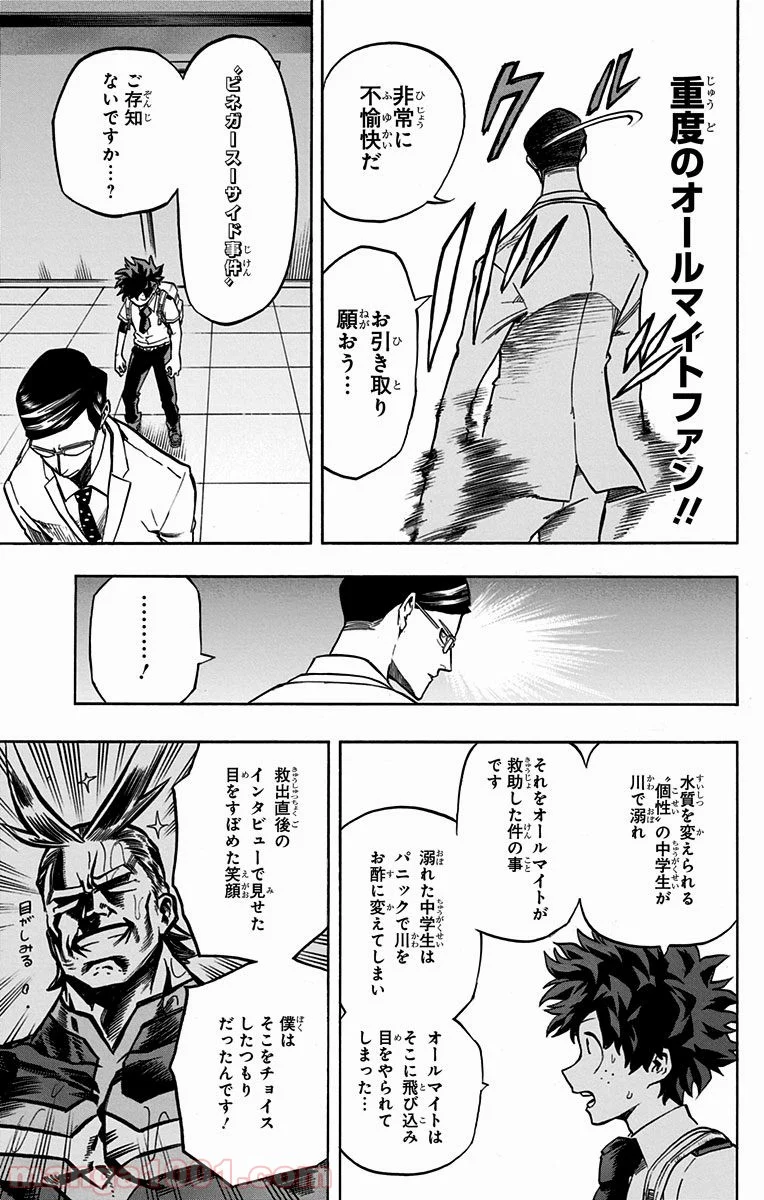 重度のオールマイトファン!!
クル
非常に
不愉快だ
お引き取り
願おう…
"ビネガースーサイド事件"
ご存知
ないですか…?
………!
水質を変えられる
"個性"の中学生が
川で溺れ
それをオールマイトが
救助した件の事
です
溺れた中学生は
パニックで川を
お酢に変えてしまい
オールマイトは
そこに飛び込み
目をやられて
しまった…
救出直後の
インタビューで見せた
目をすぼめた笑顔
目がしみる
僕は
そこをチョイス
したつもり
だったんです!
manga1001.com